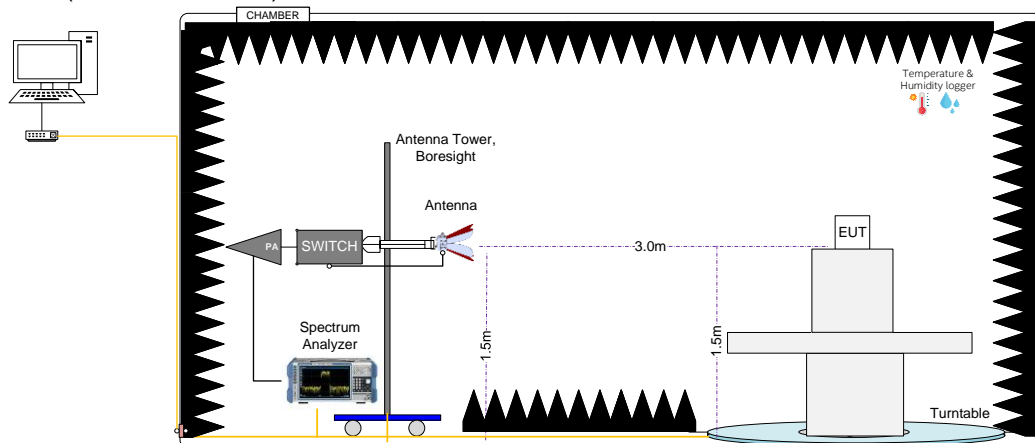 CHAMBER
Temperature &
Humidity logger
Antenna Tower,
Boresight
Antenna
PA
SWITCH
3.0m
EUT
1.5m
1.5m
Spectrum
Analyzer
Turntable